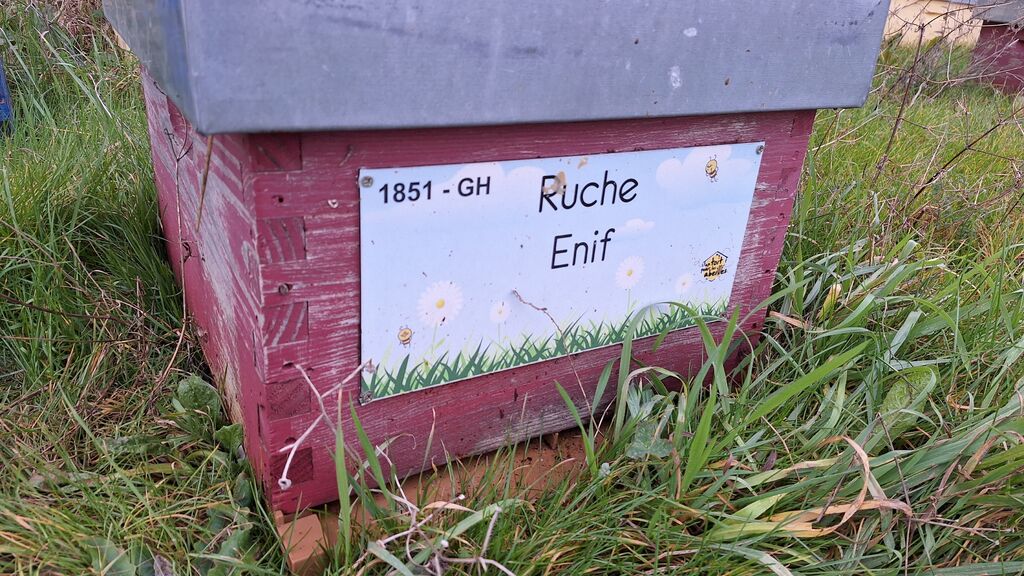 1851 - GH
Ruche
Enif